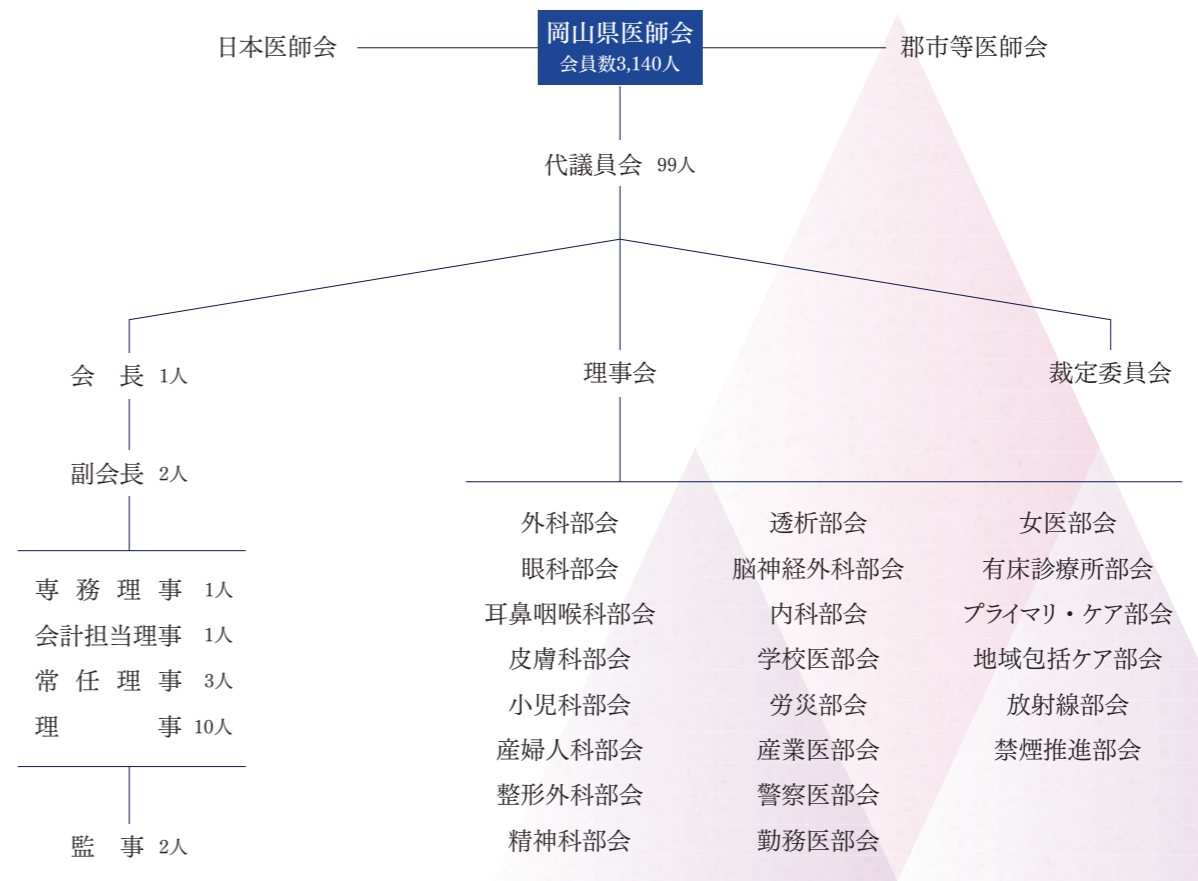 日本医師会
岡山県医師会
会員数3,140人
郡市等医師会
代議員会 99人
会長 1人
理事会
裁定委員会
副会長 2人
専務理事 1人
会計担当理事 1人
常任理事 3人
理事 10人
監事 2人
外科部会
眼科部会
耳鼻咽喉科部会
皮膚科部会
小児科部会
産婦人科部会
整形外科部会
精神科部会
透析部会
脳神経外科部会
内科部会
学校医部会
労災部会
産業医部会
警察医部会
勤務医部会
女医部会
有床診療所部会
プライマリ・ケア部会
地域包括ケア部会
放射線部会
禁煙推進部会